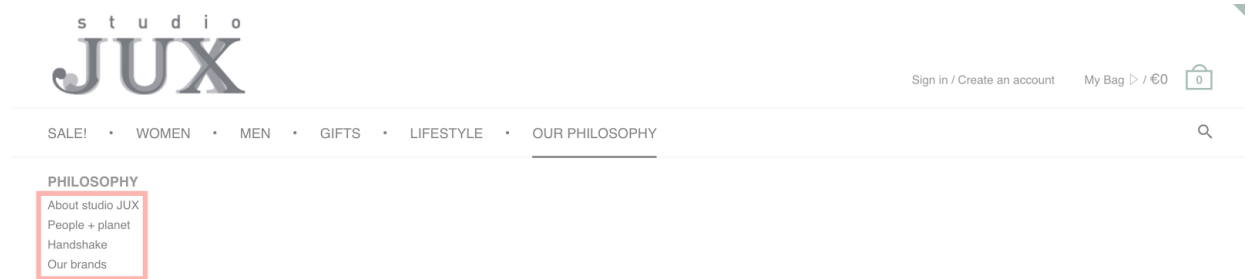 studio
JUX
Sign in / Create an account My Bag ▷ / €0 0
SALE! • WOMEN • MEN • GIFTS • LIFESTYLE • OUR PHILOSOPHY
PHILOSOPHY
About studio JUX
People + planet
Handshake
Our brands